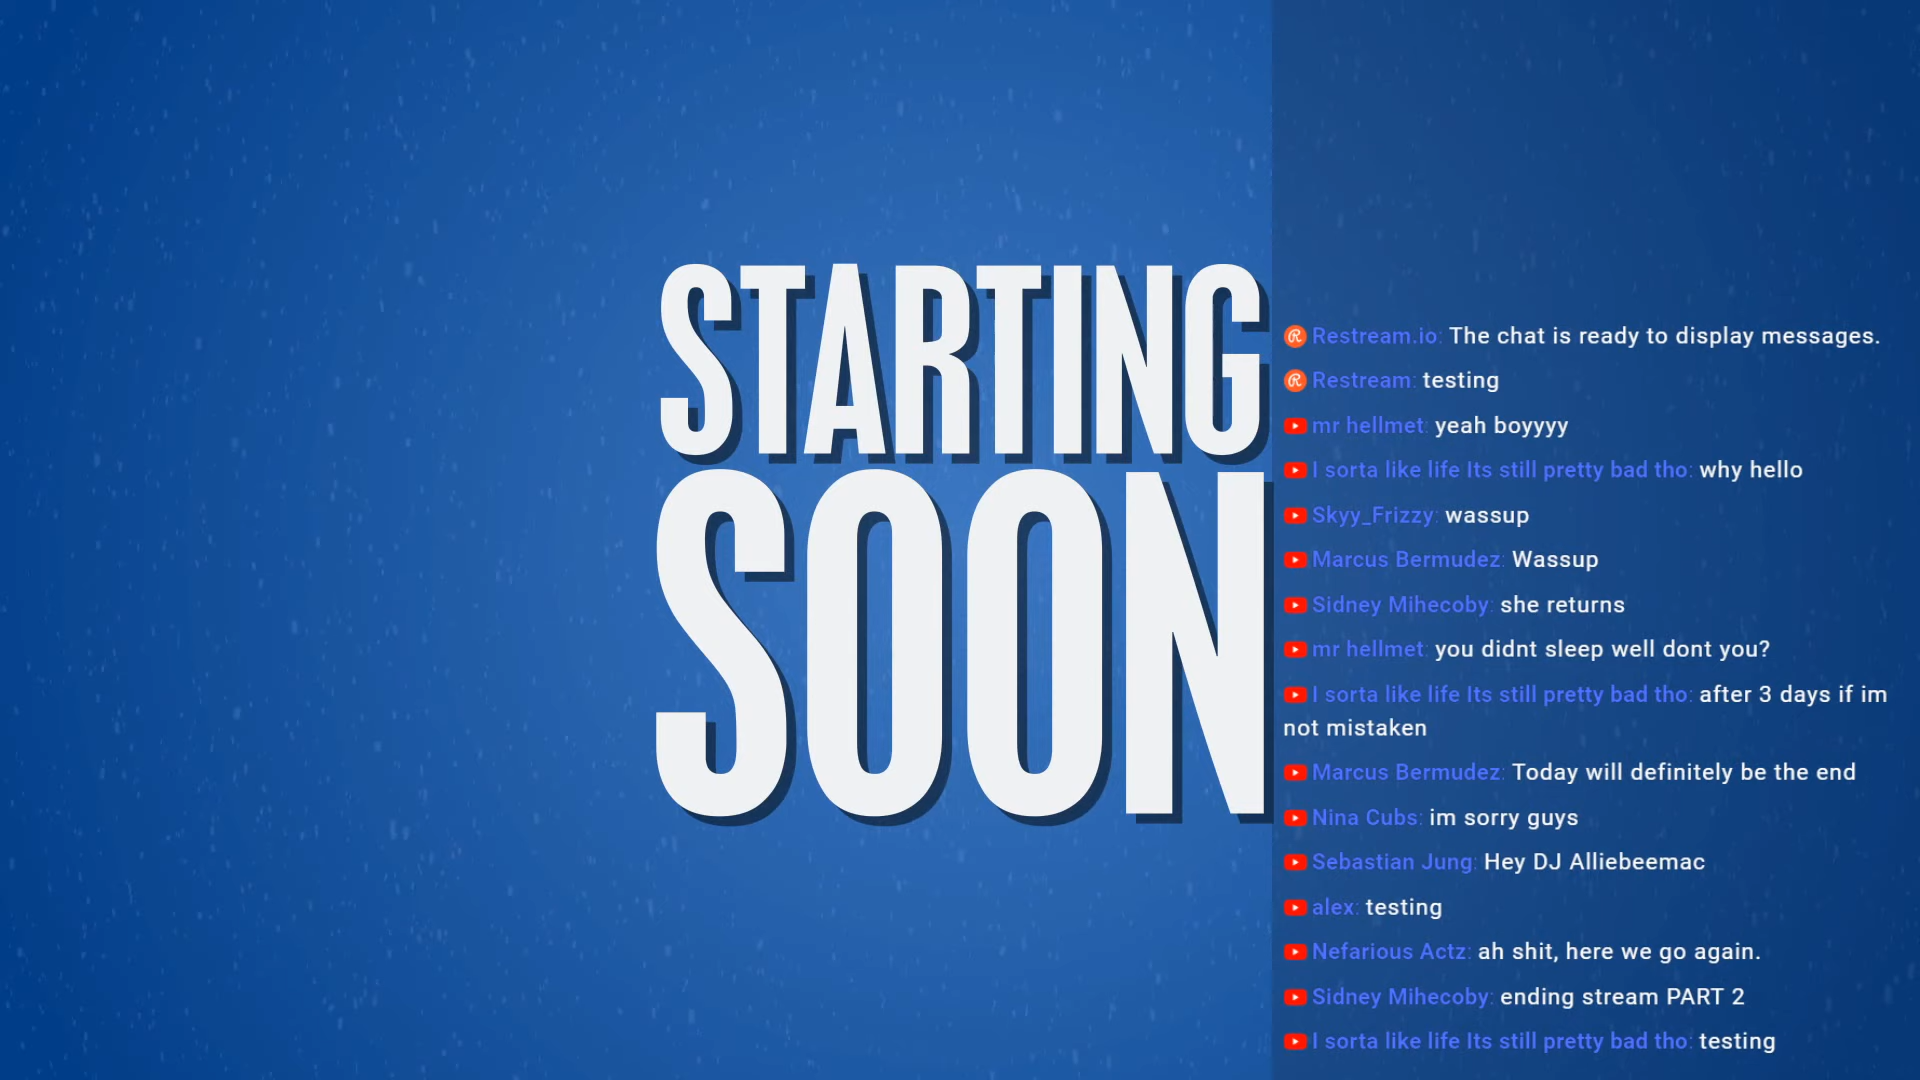 STARTING
SOON
Restream.io: The chat is ready to display messages.
Restream: testing
mr hellmet: yeah boyyyy
I sorta like life Its still pretty bad tho: why hello
Skyy_Frizzy: wassup
Marcus Bermudez: Wassup
Sidney Mihecoby: she returns
mr hellmet: you didnt sleep well dont you?
I sorta like life Its still pretty bad tho: after 3 days if im
not mistaken
Marcus Bermudez: Today will definitely be the end
Nina Cubs: im sorry guys
Sebastian Jung: Hey DJ Alliebeemac
alex: testing
Nefarious Actz: ah shit, here we go again.
Sidney Mihecoby: ending stream PART 2
I sorta like life Its still pretty bad tho: testing